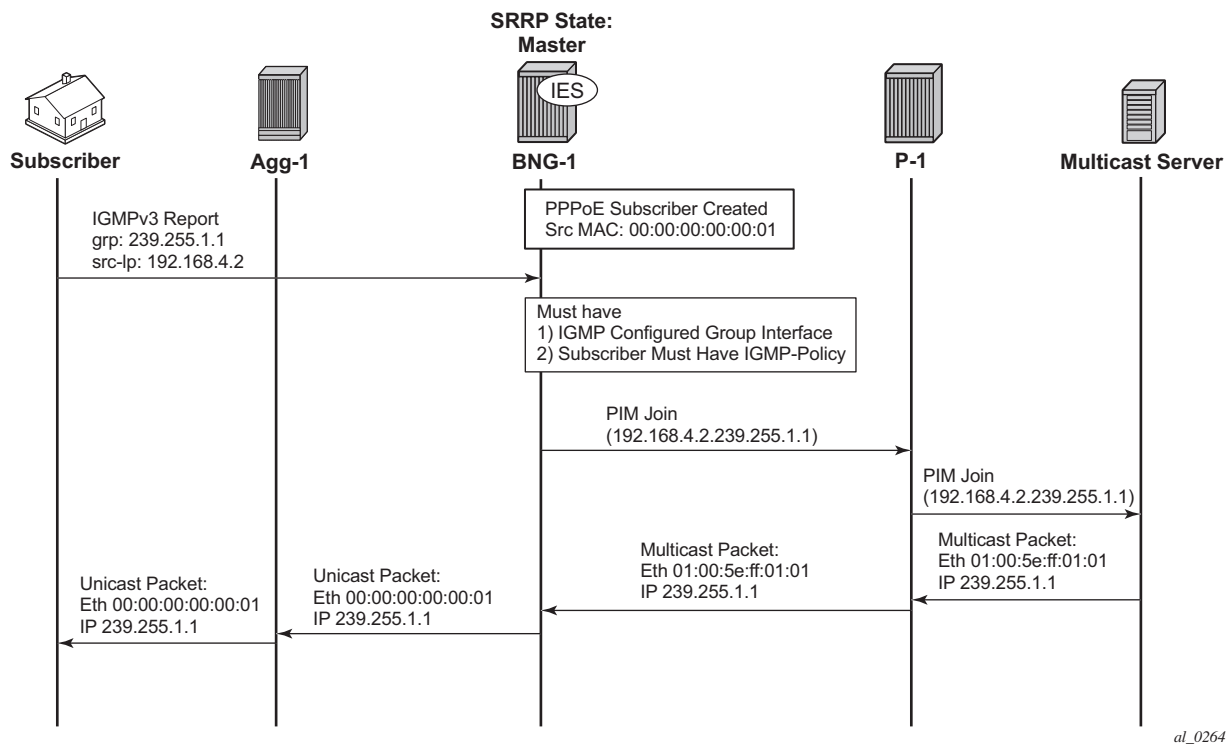 SRRP State:
Master
IES
Subscriber
Agg-1
BNG-1
P-1
Multicast Server
IGMPv3 Report
grp: 239.255.1.1
src-Ip: 192.168.4.2
PPPoE Subscriber Created
Src MAC: 00:00:00:00:00:01
Must have
1) IGMP Configured Group Interface
2) Subscriber Must Have IGMP-Policy
PIM Join
(192.168.4.2.239.255.1.1)
PIM Join
(192.168.4.2.239.255.1.1)
Multicast Packet:
Eth 01:00:5e:ff:01:01
IP 239.255.1.1
Multicast Packet:
Eth 01:00:5e:ff:01:01
IP 239.255.1.1
Unicast Packet:
Eth 00:00:00:00:00:01
IP 239.255.1.1
Unicast Packet:
Eth 00:00:00:00:00:01
IP 239.255.1.1
al_0264